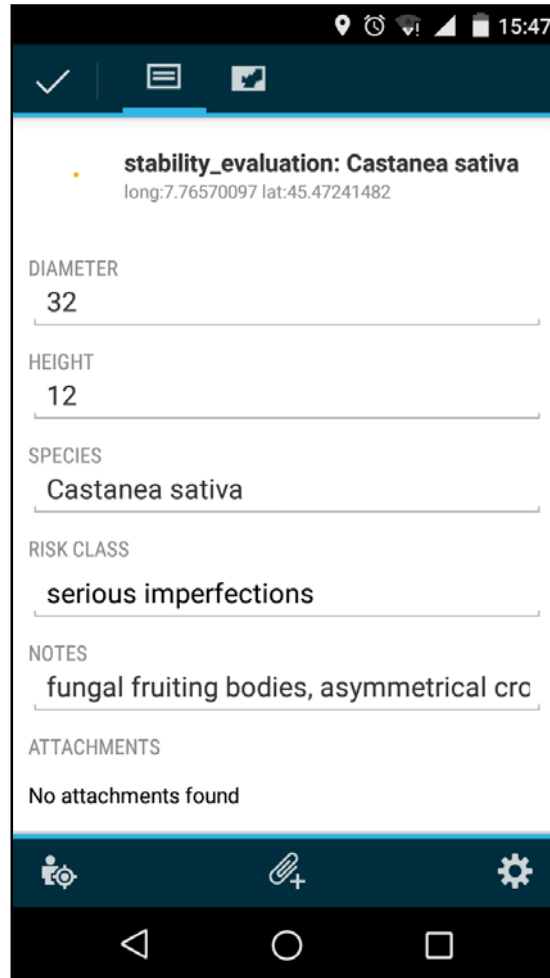 15:47
stability_evaluation: Castanea sativa
long:7.76570097 lat:45.47241482
DIAMETER
32
HEIGHT
12
SPECIES
Castanea sativa
RISK CLASS
serious imperfections
NOTES
fungal fruiting bodies, asymmetrical cro
ATTACHMENTS
No attachments found